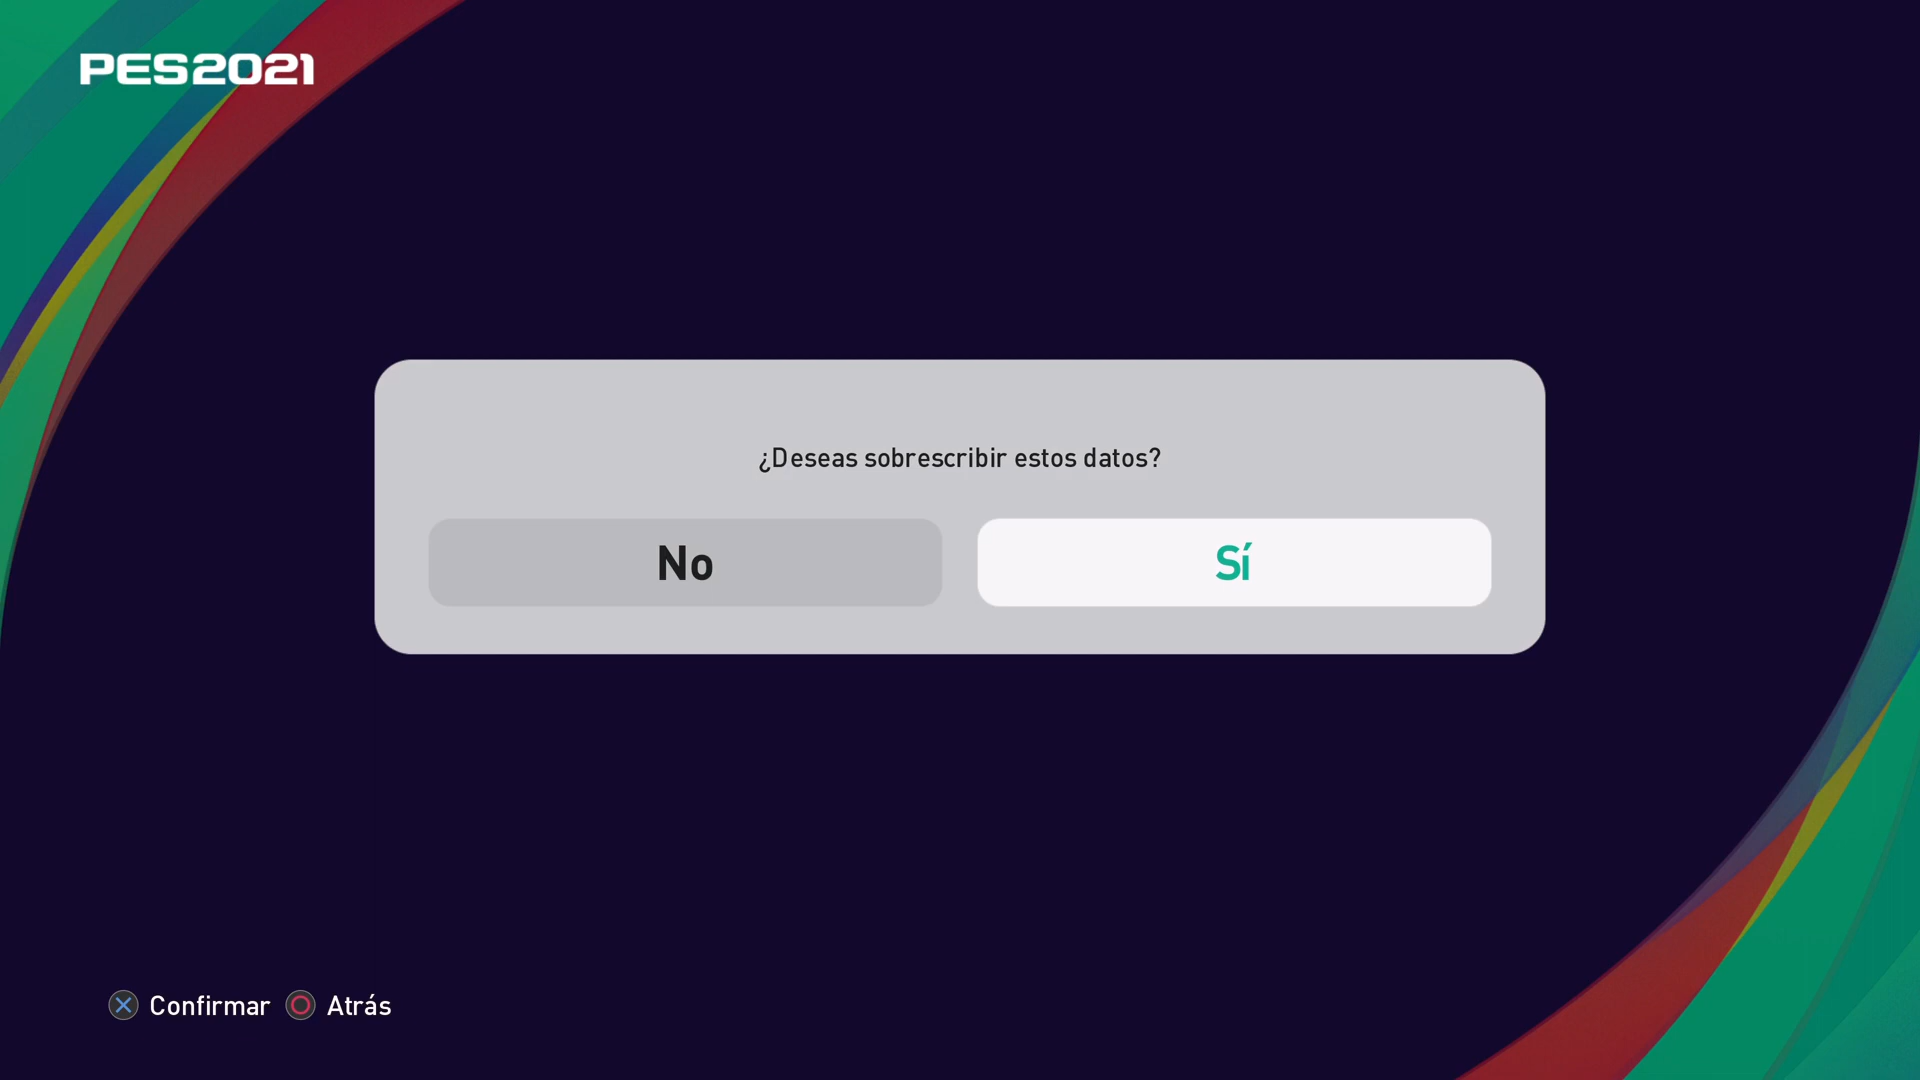 PES2021
¿Deseas sobrescribir estos datos?
No
Sí
Confirmar
Atrás